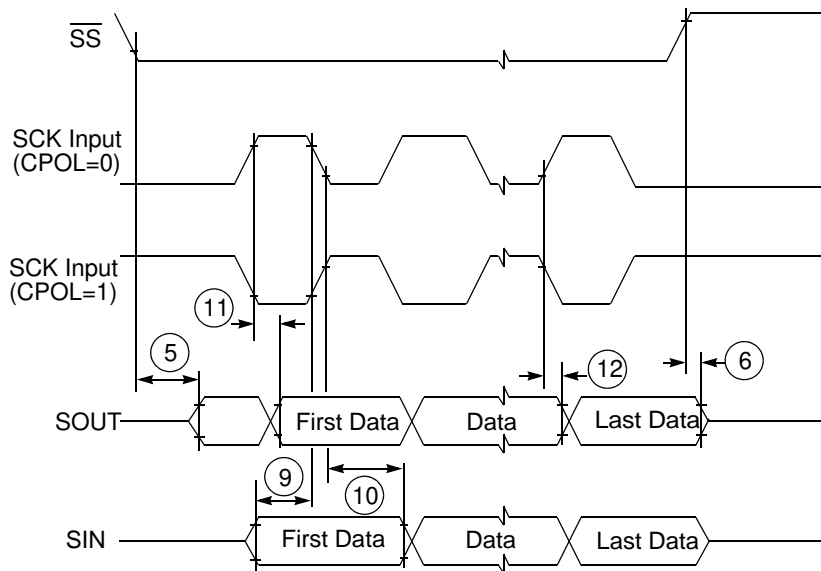 SS
SCK Input
(CPOL=0)
SCK Input
(CPOL=1)
11
5
12
6
SOUT
First Data
Data
Last Data
9
10
SIN
First Data
Data
Last Data